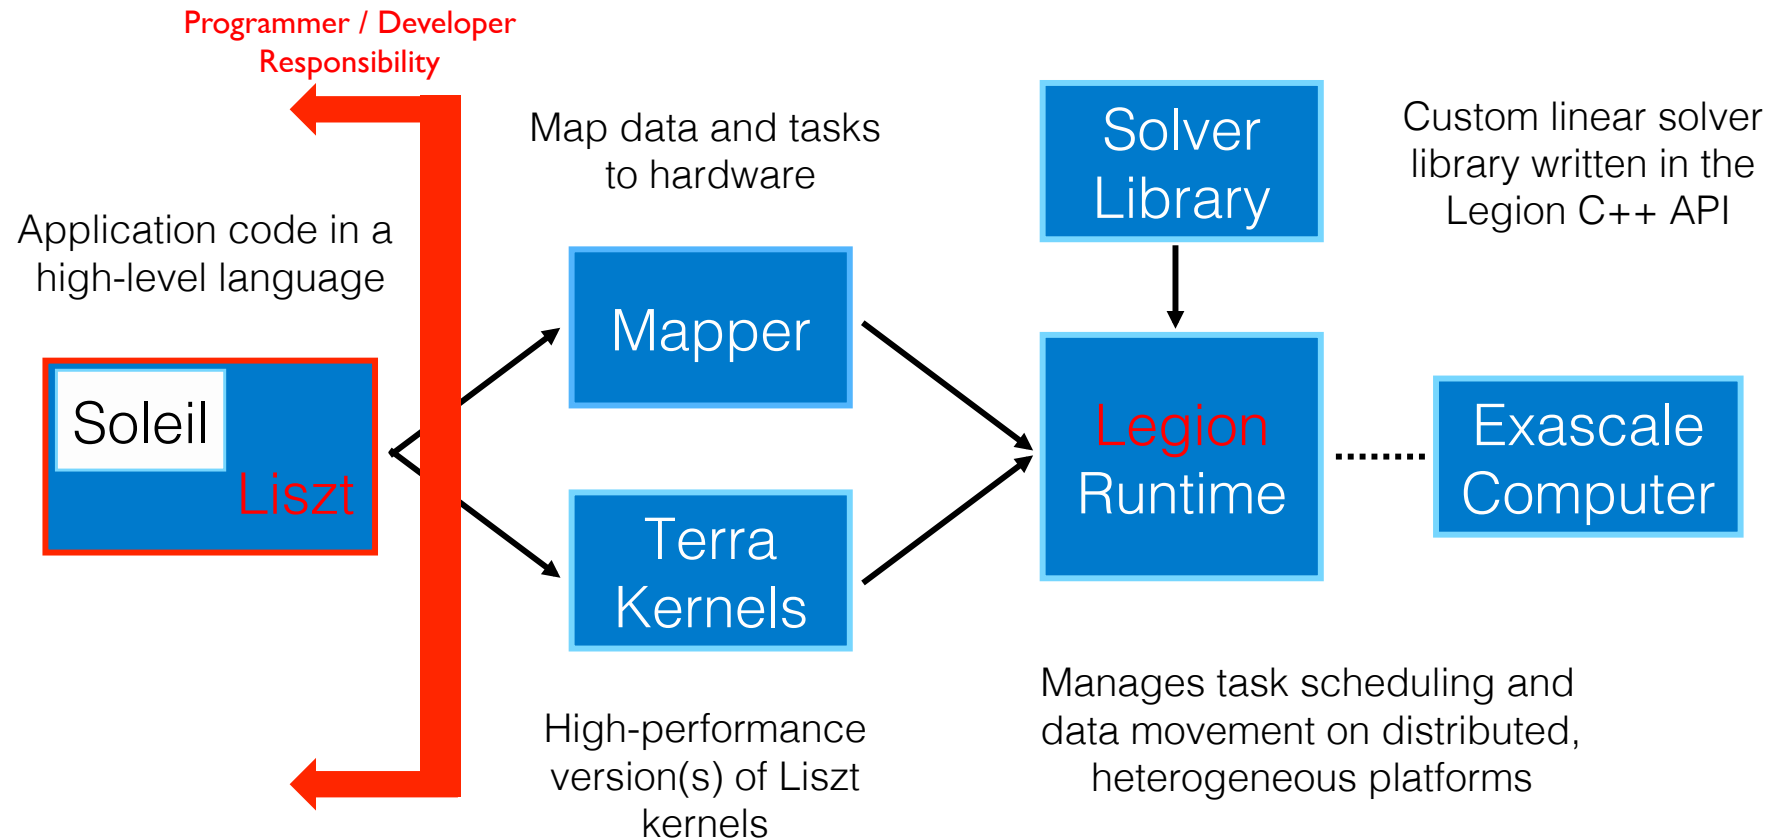 Programmer / Developer
Responsibility
Application code in a
high-level language
Soleil
Liszt
Map data and tasks
to hardware
Mapper
Terra
Kernels
High-performance
version(s) of Liszt
kernels
Solver
Library
Custom linear solver
library written in the
Legion C++ API
Legion
Runtime
Exascale
Computer
Manages task scheduling and
data movement on distributed,
heterogeneous platforms